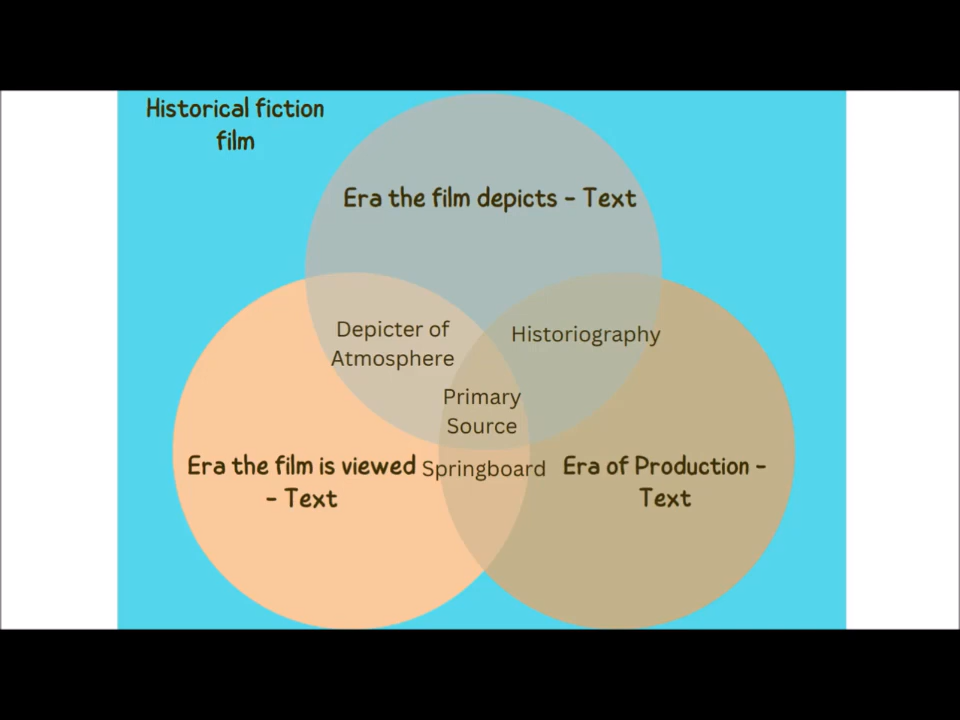 Historical fiction
film
Era the film depicts - Text
Depicter of
Atmosphere
Historiography
Primary
Source
Era the film is viewed
- Text
Springboard
Era of Production -
Text